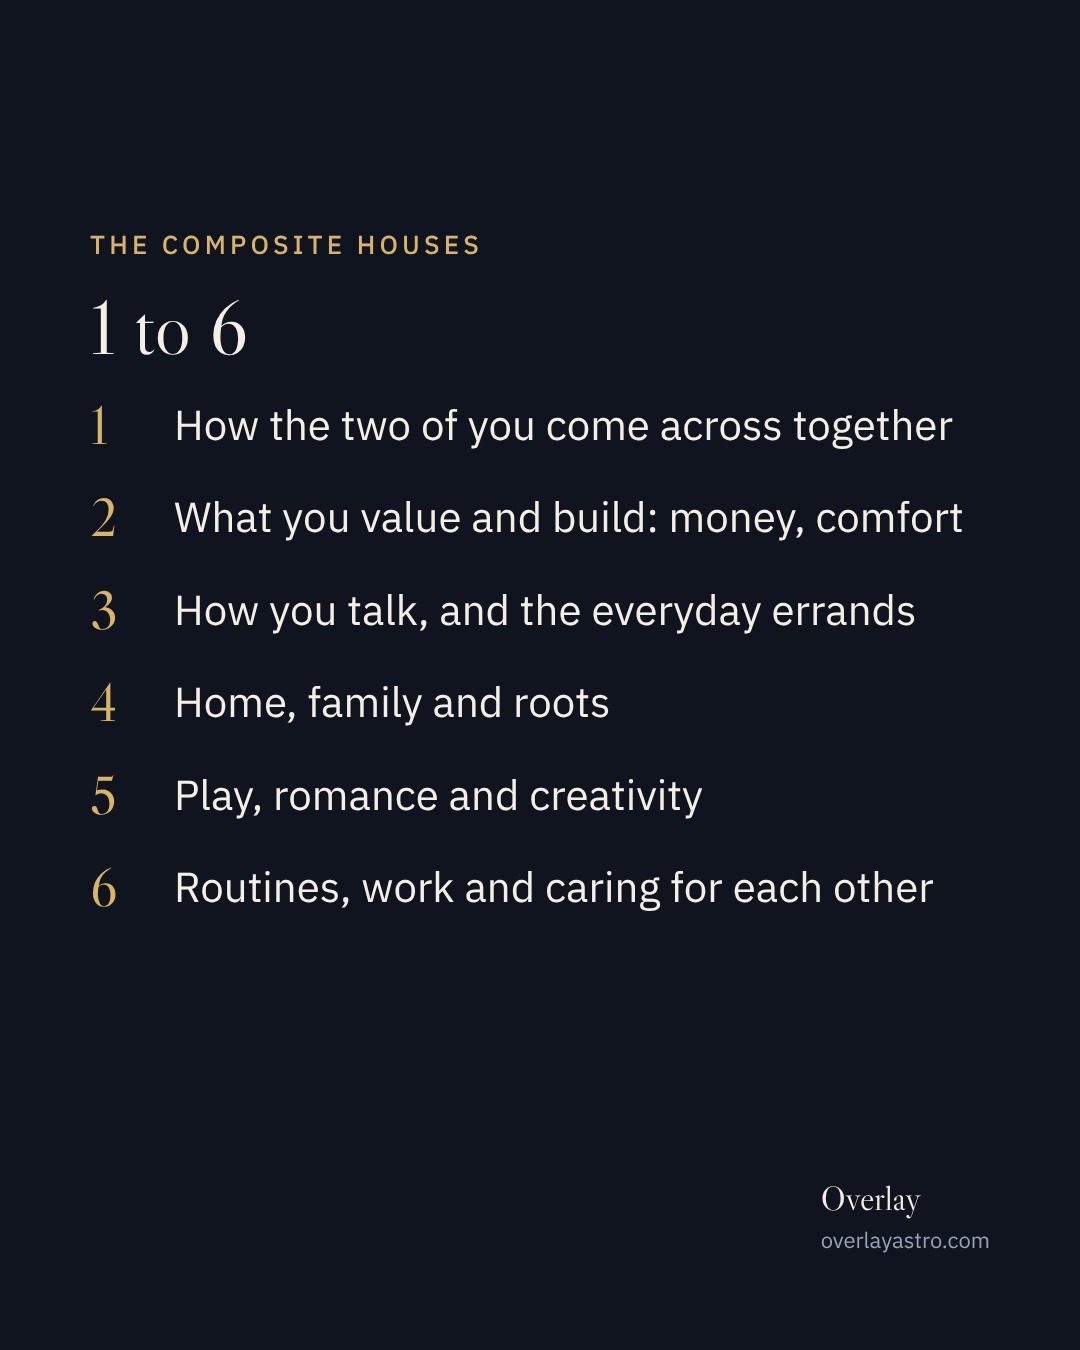 THE COMPOSITE HOUSES
1 to 6
1 How the two of you come across together
2 What you value and build: money, comfort
3 How you talk, and the everyday errands
4 Home, family and roots
5 Play, romance and creativity
6 Routines, work and caring for each other
Overlay
overlayastro.com